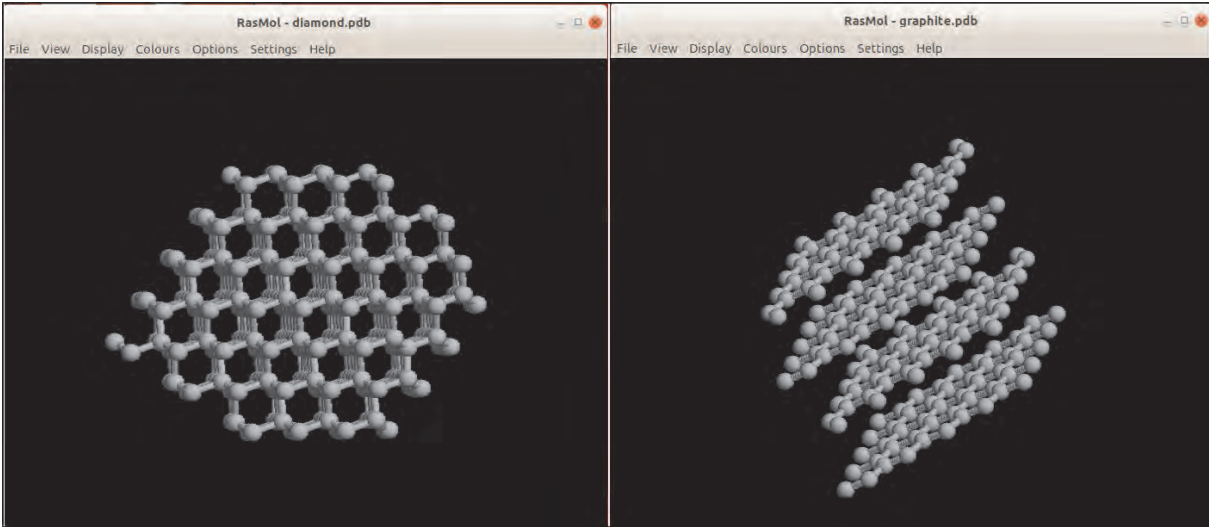 RasMol - diamond.pdb
File View Display Colours Options Settings Help
RasMol - graphite.pdb
File View Display Colours Options Settings Help